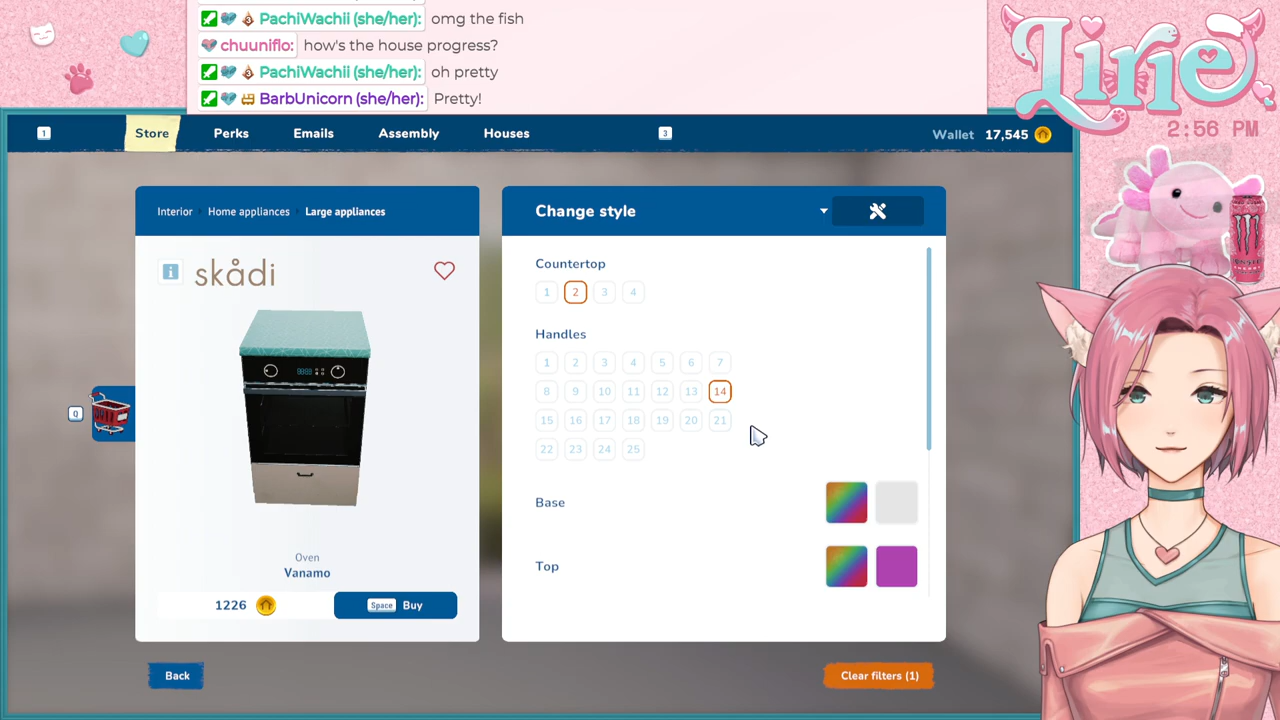 PachiWachii (she/her): omg the fish
chuuniflo: how's the house progress?
PachiWachii (she/her): oh pretty
BarbUnicorn (she/her): Pretty!
Lirie
2:56 PM
1 Store Perks Emails Assembly Houses 3 Wallet 17,545
Interior Home appliances Large appliances
skådi
Oven
Vanamo
1226 Space Buy
Q
Back
Change style
Countertop
1 2 3 4
Handles
1 2 3 4 5 6 7
8 9 10 11 12 13 14
15 16 17 18 19 20 21
22 23 24 25
Base
Top
Clear filters (1)